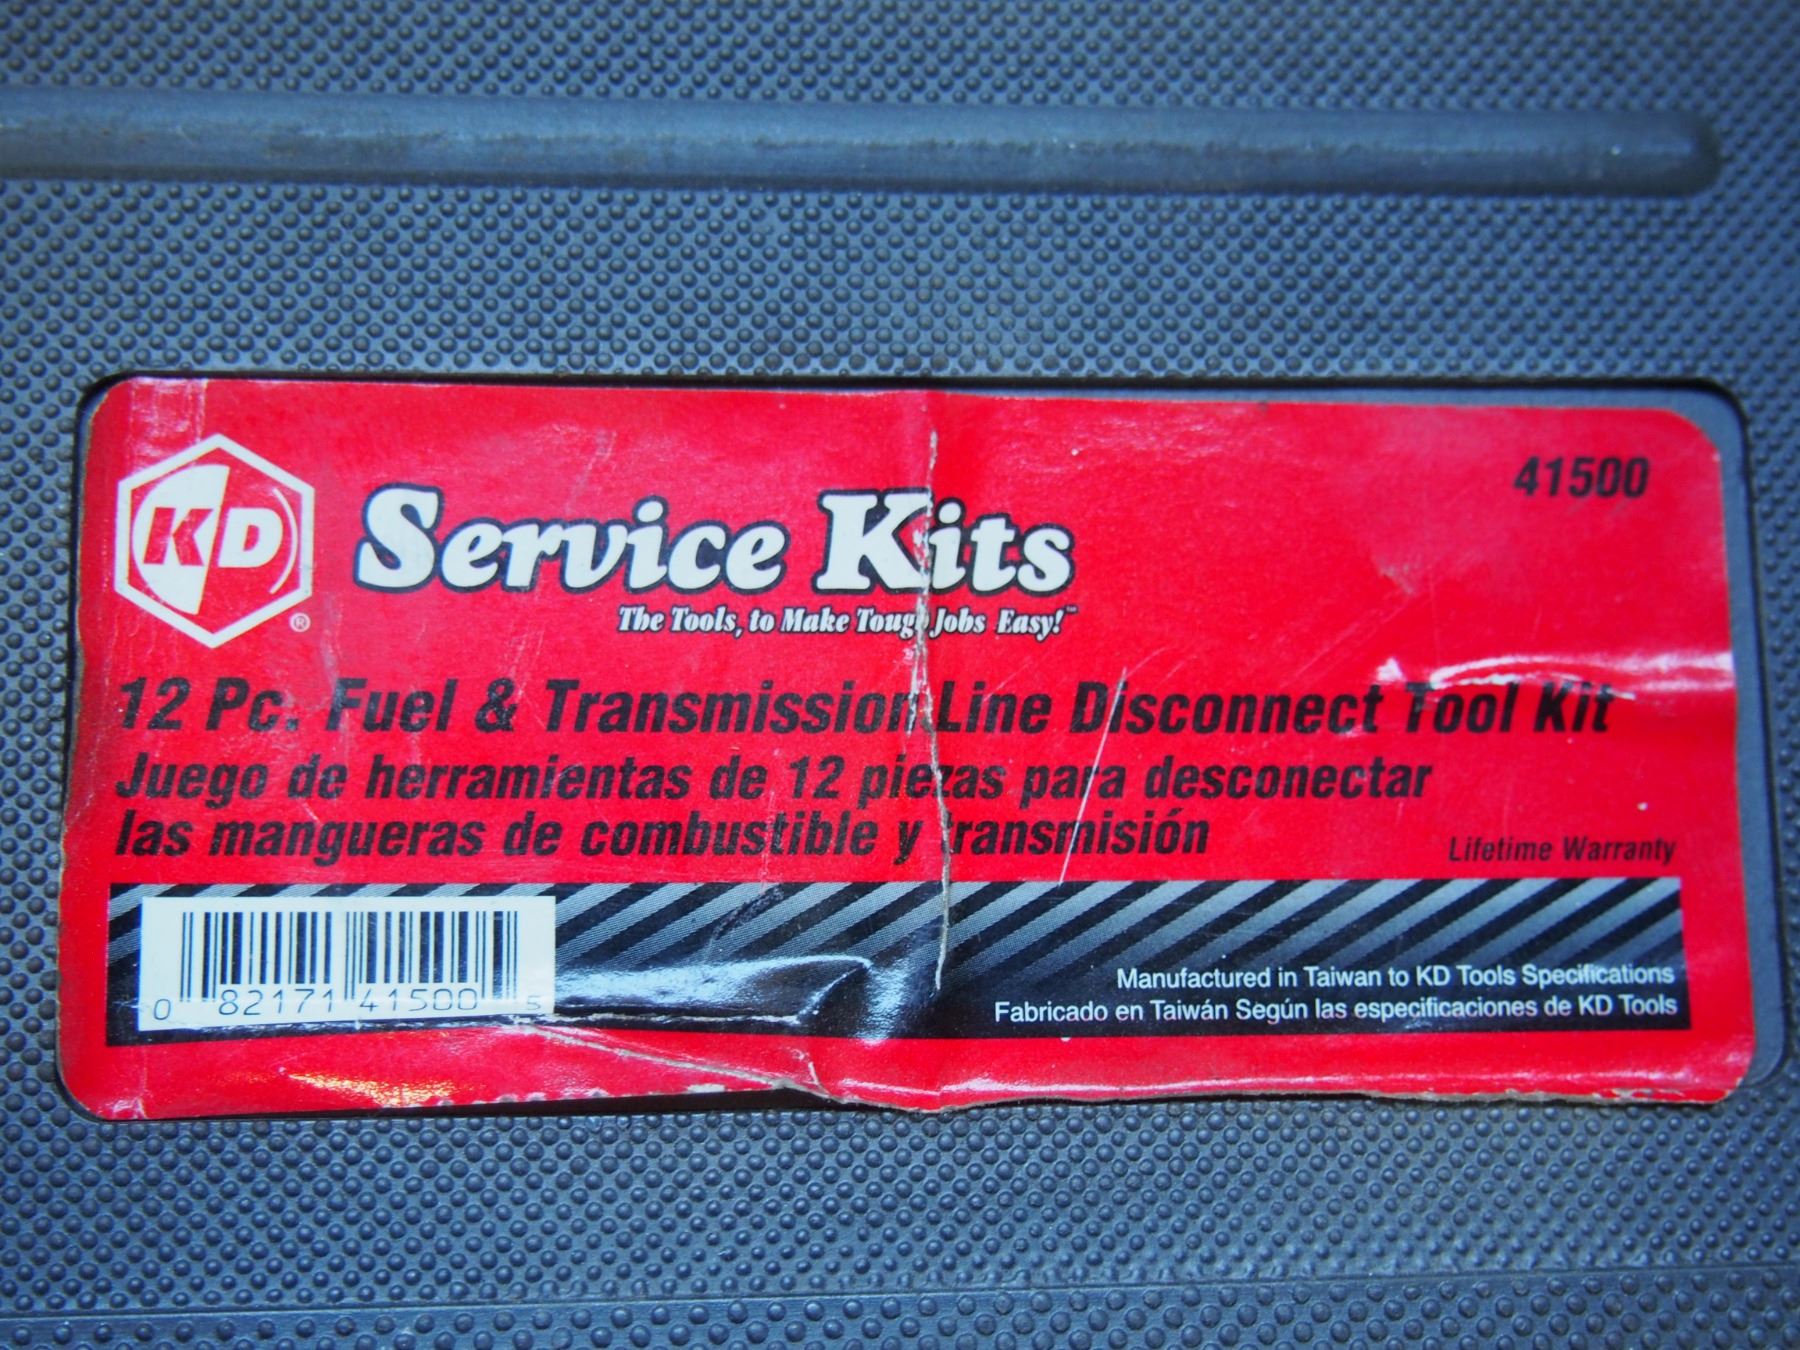 KD
®
Service Kits
The Tools, to Make Tough Jobs Easy!™
41500
12 Pc. Fuel & Transmission Line Disconnect Tool Kit
Juego de herramientas de 12 piezas para desconectar
las mangueras de combustible y transmisión
Lifetime Warranty
0 82171 41500 5
Manufactured in Taiwan to KD Tools Specifications
Fabricado en Taiwán Según las especificaciones de KD Tools